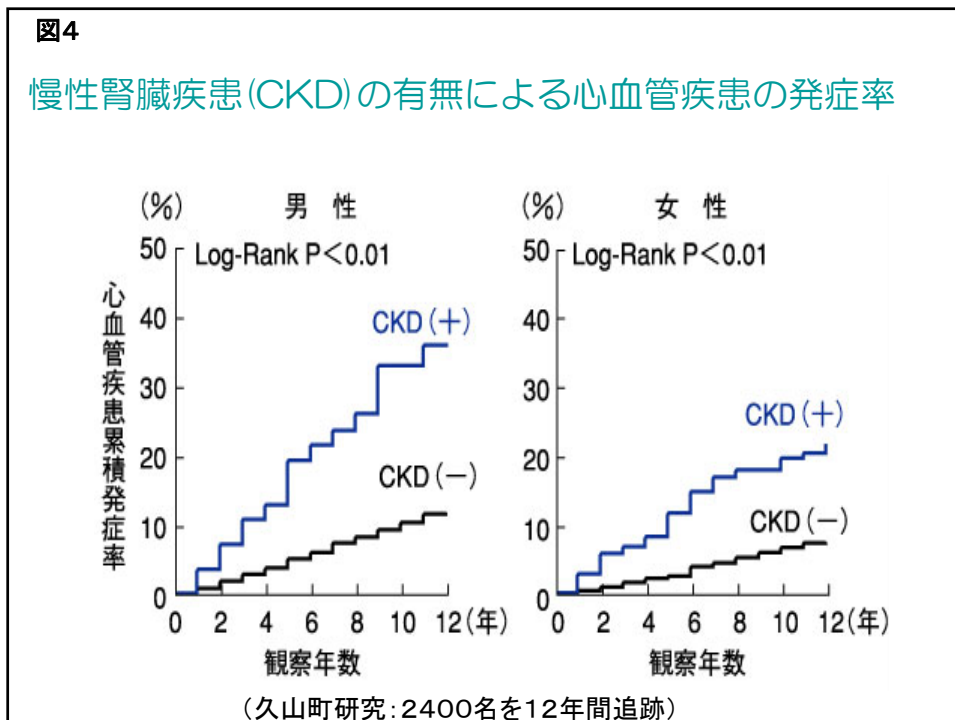 図4
慢性腎臓疾患(CKD)の有無による心血管疾患の発症率
(%) 男 性
Log-Rank P<0.01
心血管疾患累積発症率
50
40
30
20
10
0
CKD(+)
CKD(−)
0 2 4 6 8 10 12(年)
観察年数
(%) 女 性
Log-Rank P<0.01
50
40
30
20
10
0
CKD(+)
CKD(−)
0 2 4 6 8 10 12(年)
観察年数
(久山町研究:2400名を12年間追跡)